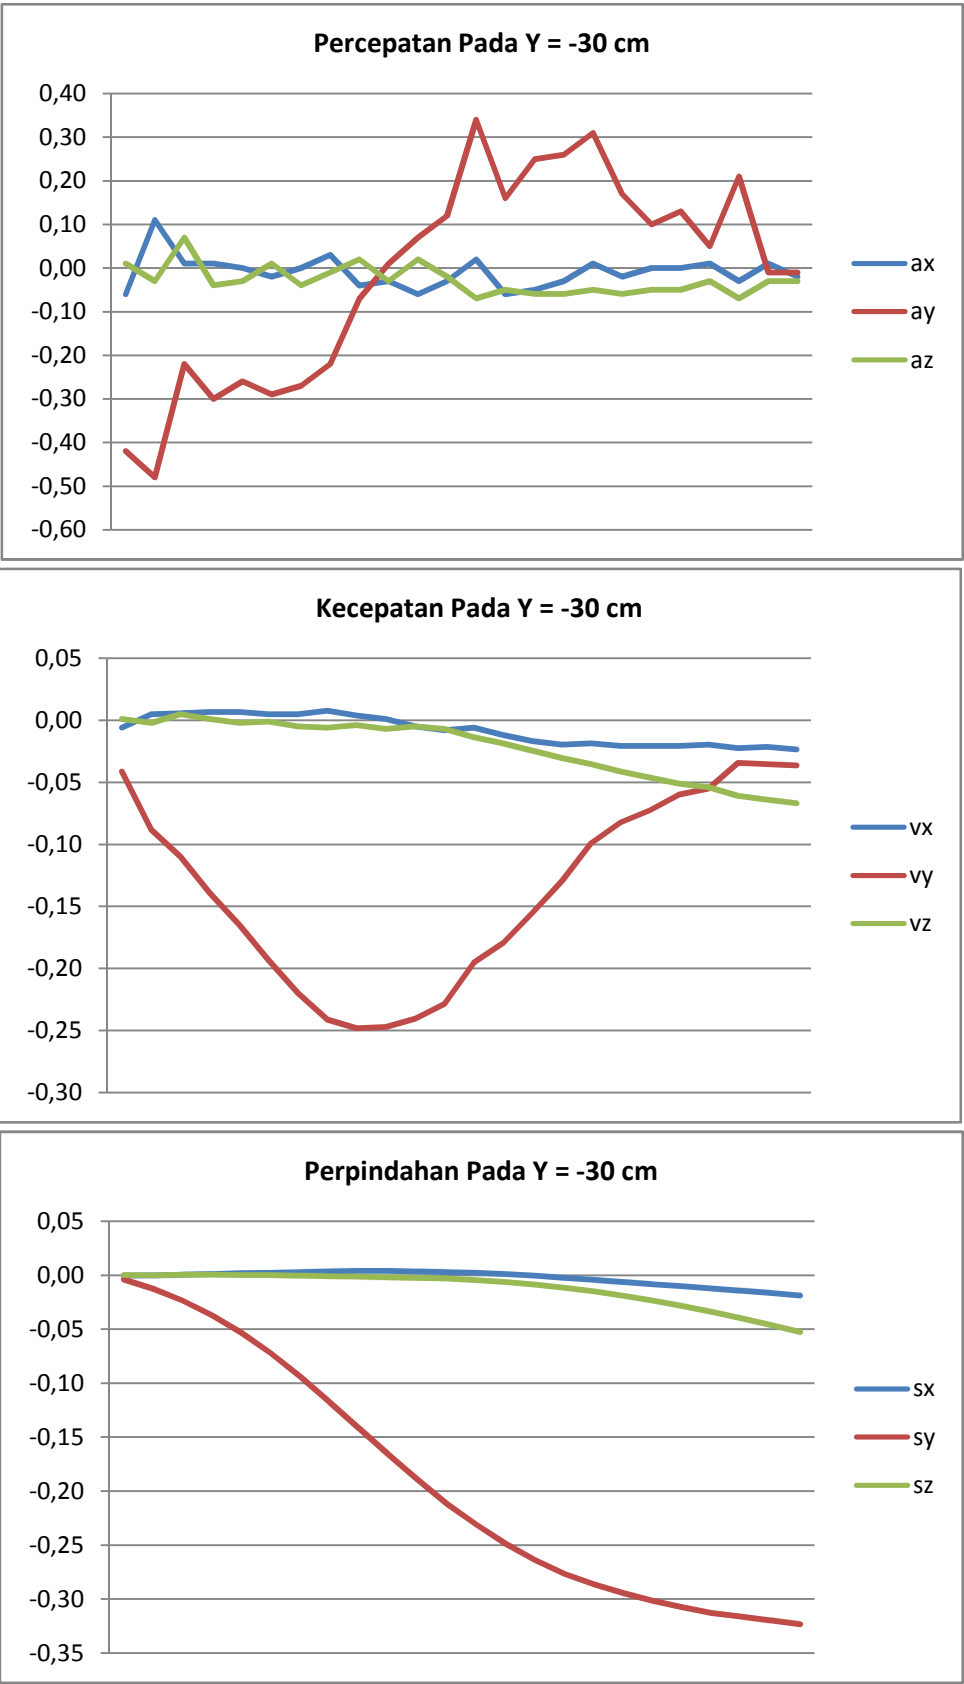 Percepatan Pada Y = -30 cm
0,40
0,30
0,20
0,10
0,00
-0,10
-0,20
-0,30
-0,40
-0,50
-0,60
ax
ay
az
Kecepatan Pada Y = -30 cm
0,05
0,00
-0,05
-0,10
-0,15
-0,20
-0,25
-0,30
vx
vy
vz
Perpindahan Pada Y = -30 cm
0,05
0,00
-0,05
-0,10
-0,15
-0,20
-0,25
-0,30
-0,35
sx
sy
sz